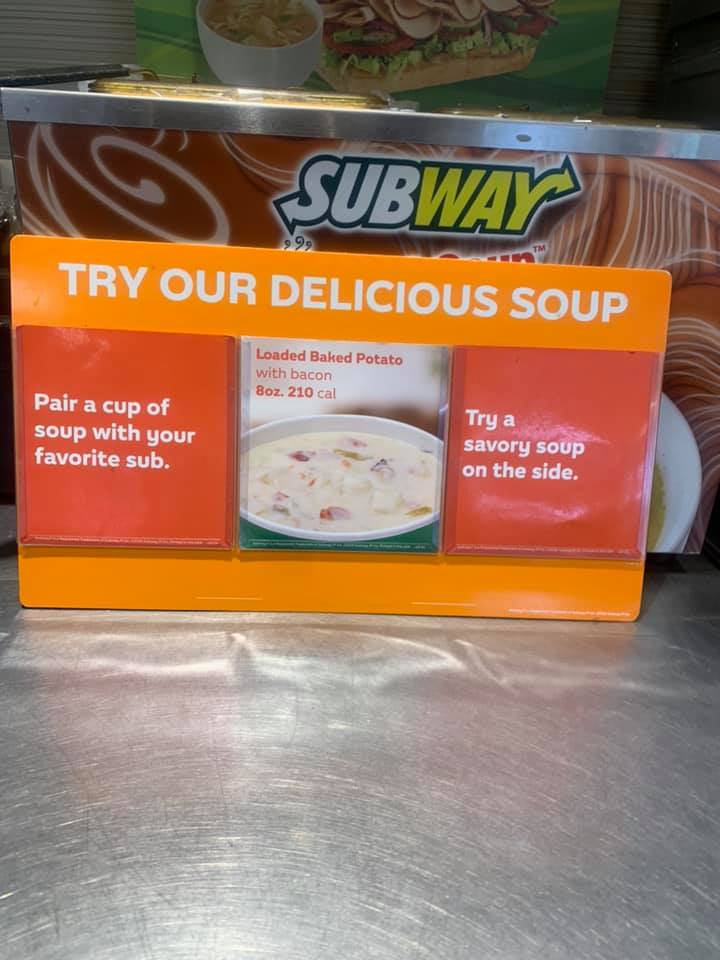 SUBWAY
Soup™
TRY OUR DELICIOUS SOUP
Pair a cup of
soup with your
favorite sub.
Loaded Baked Potato
with bacon
8oz. 210 cal
Try a
savory soup
on the side.